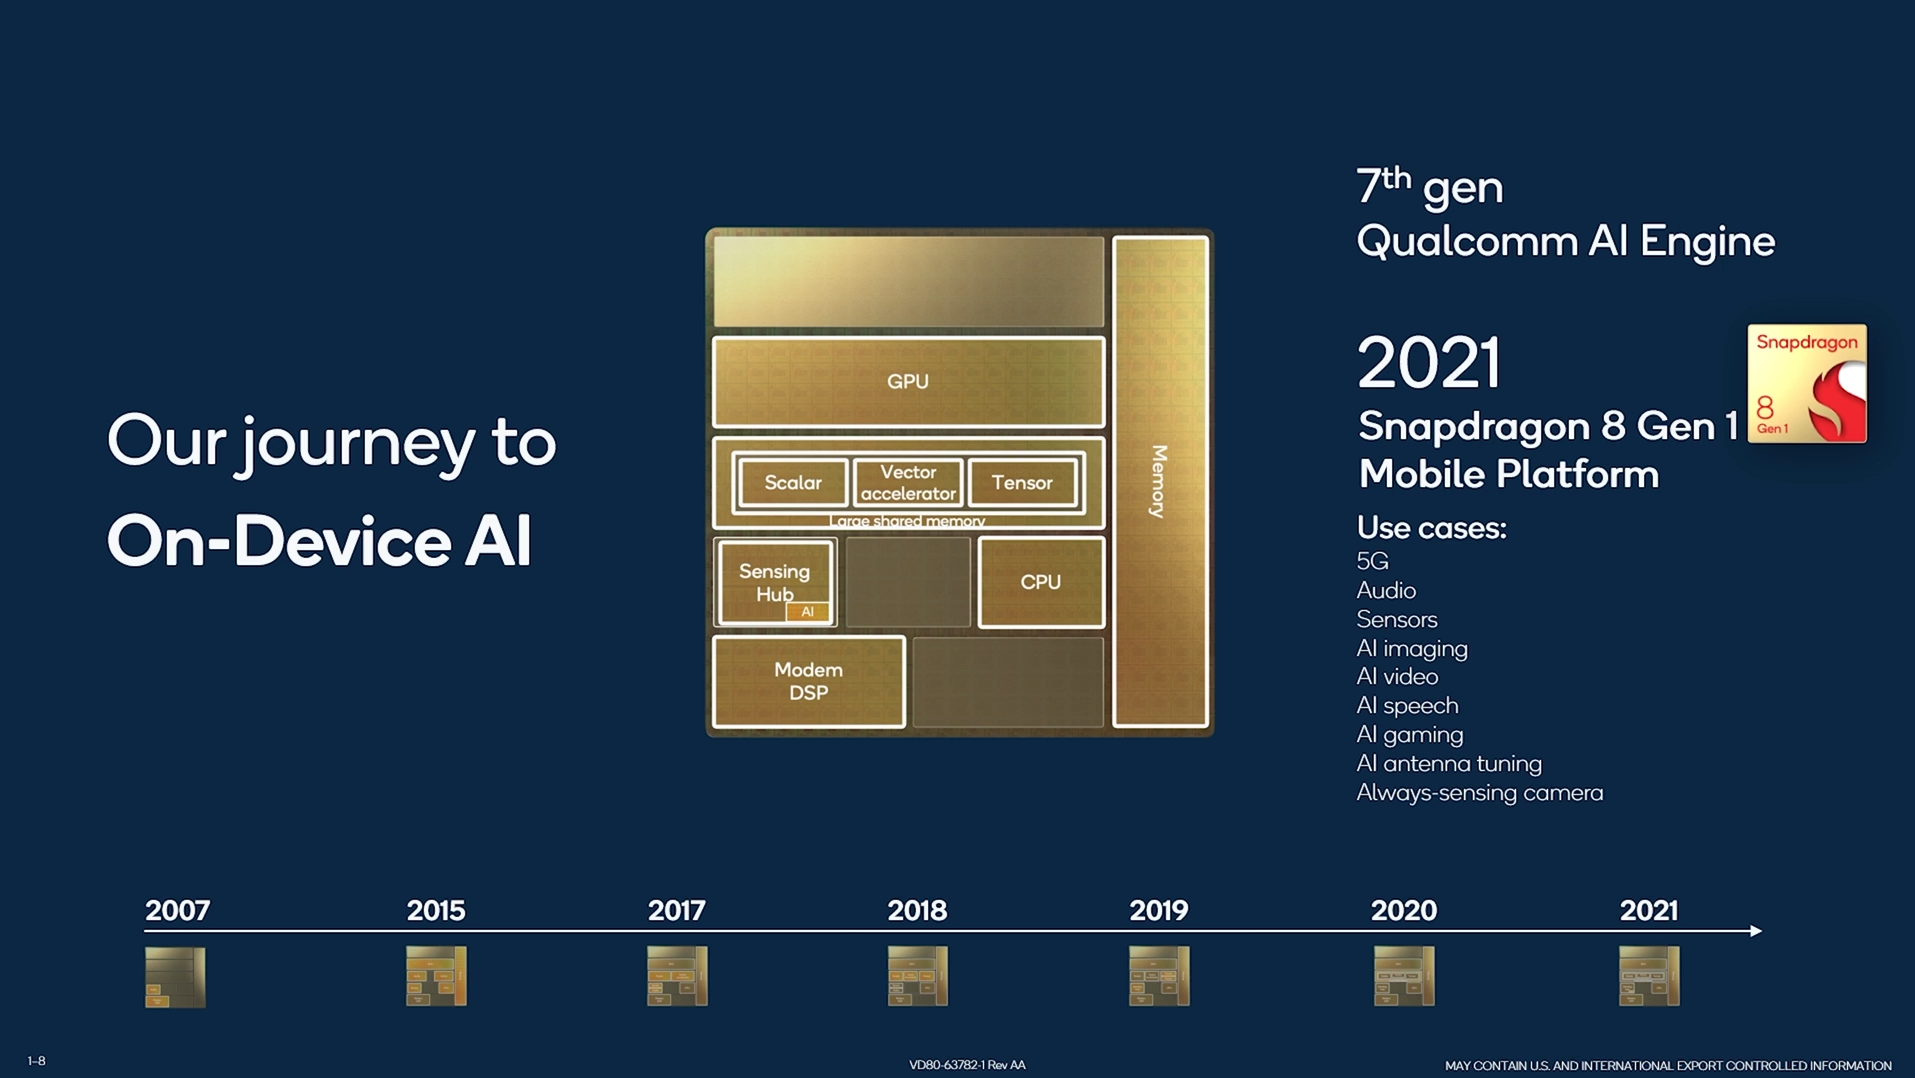 Our journey to
On-Device AI
GPU
Scalar
Vector
accelerator
Tensor
Large shared memory
Sensing
Hub
AI
CPU
Modem
DSP
Memory
7th gen
Qualcomm AI Engine
2021
Snapdragon 8 Gen 1
Mobile Platform
Snapdragon
8
Gen 1
Use cases:
5G
Audio
Sensors
AI imaging
AI video
AI speech
AI gaming
AI antenna tuning
Always-sensing camera
2007
2015
2017
2018
2019
2020
2021
1-8
VD80-63782-1 Rev AA
MAY CONTAIN U.S. AND INTERNATIONAL EXPORT CONTROLLED INFORMATION